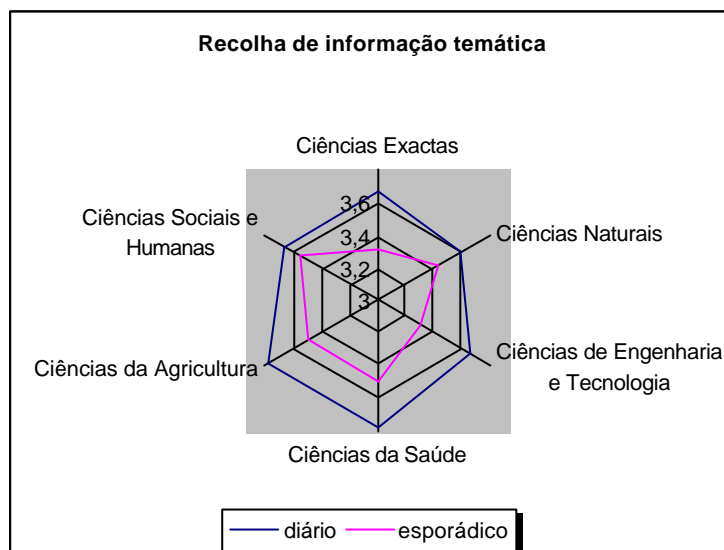 Recolha de informação temática
Ciências Exactas
3,6
Ciências Sociais e
Humanas
3,4
Ciências Naturais
3,2
3
Ciências de Engenharia
e Tecnologia
Ciências da Agricultura
Ciências da Saúde
diário
esporádico